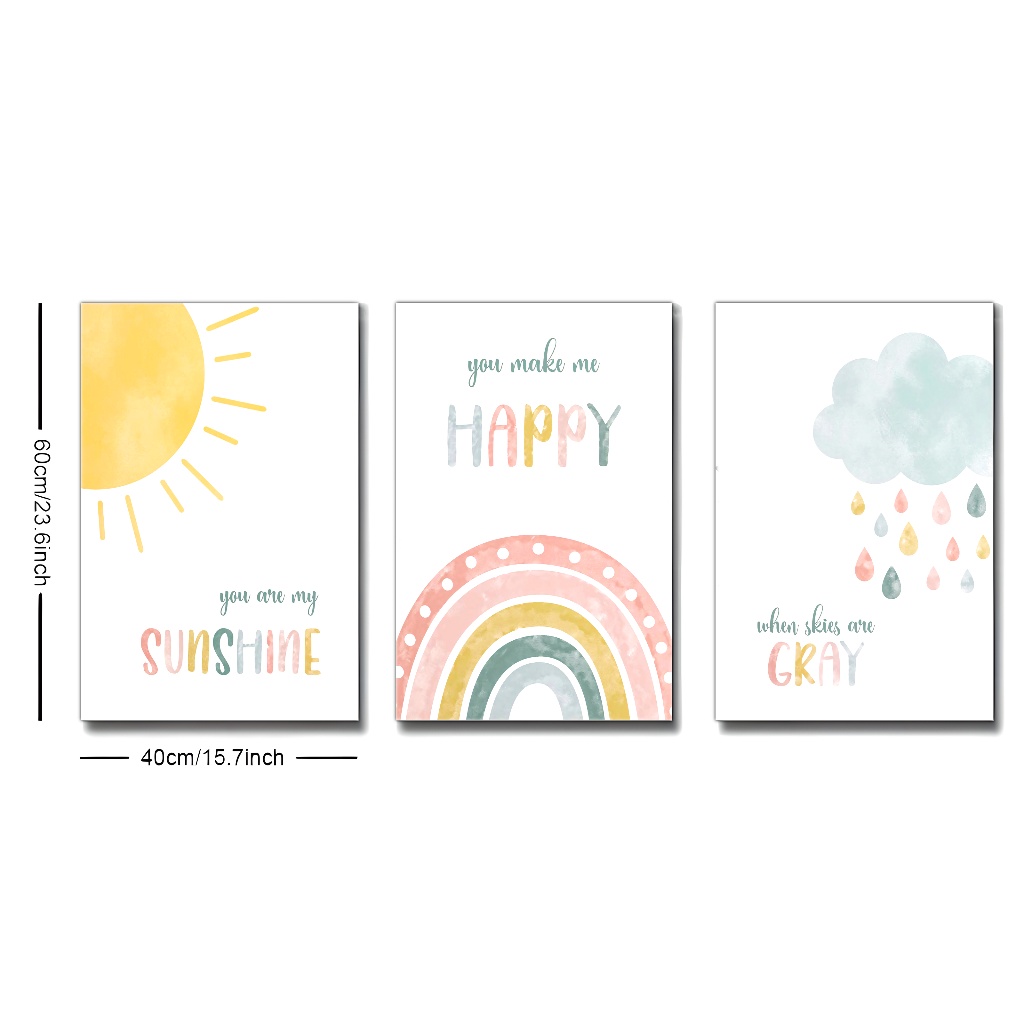 you are my
SUNSHINE
you make me
HAPPY
when skies are
GRAY
60cm/23.6inch
40cm/15.7inch